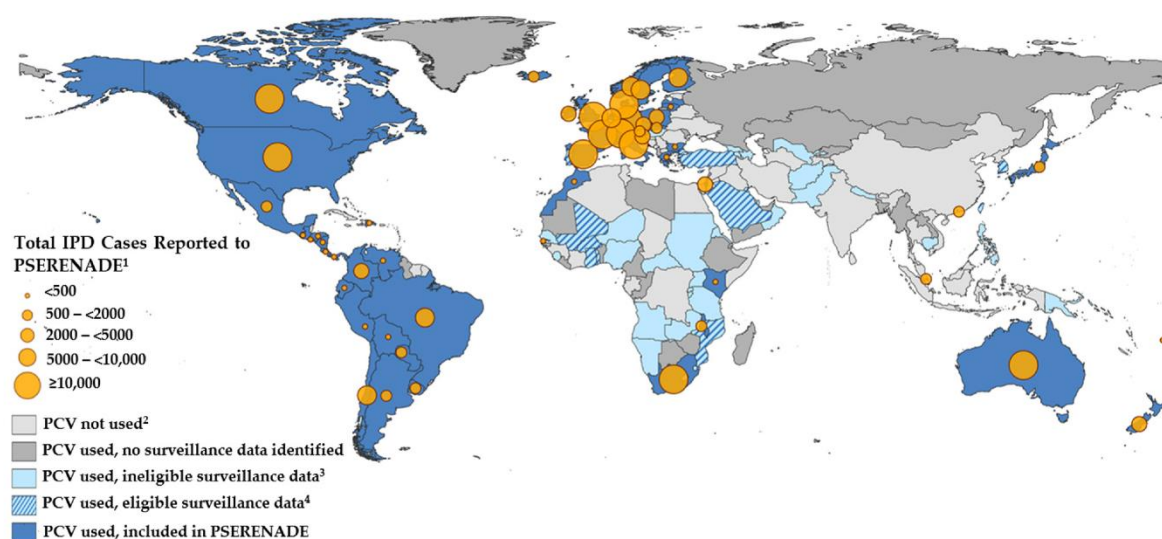 Total IPD Cases Reported to
PSERENADE¹
<500
500 – <2000
2000 – <5000
5000 – <10,000
≥10,000
PCV not used²
PCV used, no surveillance data identified
PCV used, ineligible surveillance data³
PCV used, eligible surveillance data⁴
PCV used, included in PSERENADE